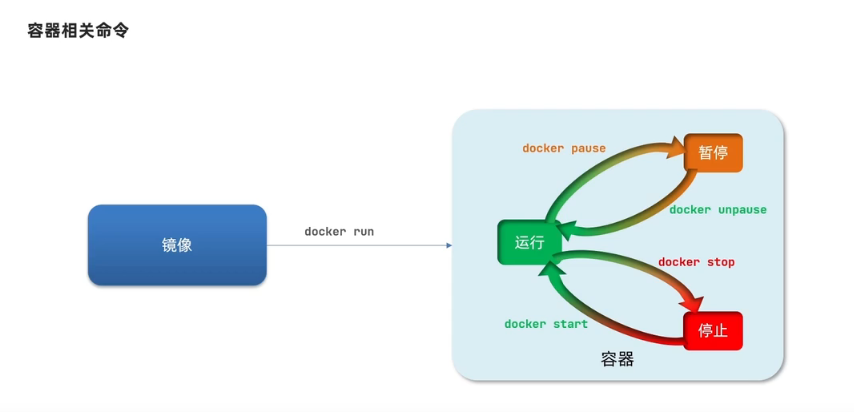 容器相关命令
docker pause
暂停
docker unpause
镜像
docker run
运行
docker stop
docker start
停止
容器